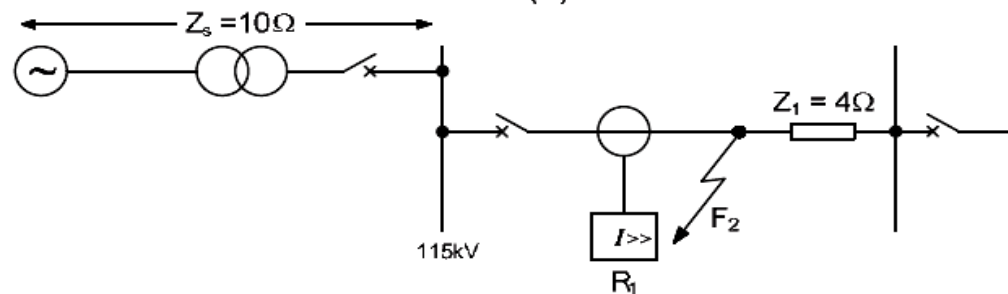 Zₛ =10Ω
Z₁ = 4Ω
~
115kV
I>>
R₁
F₂